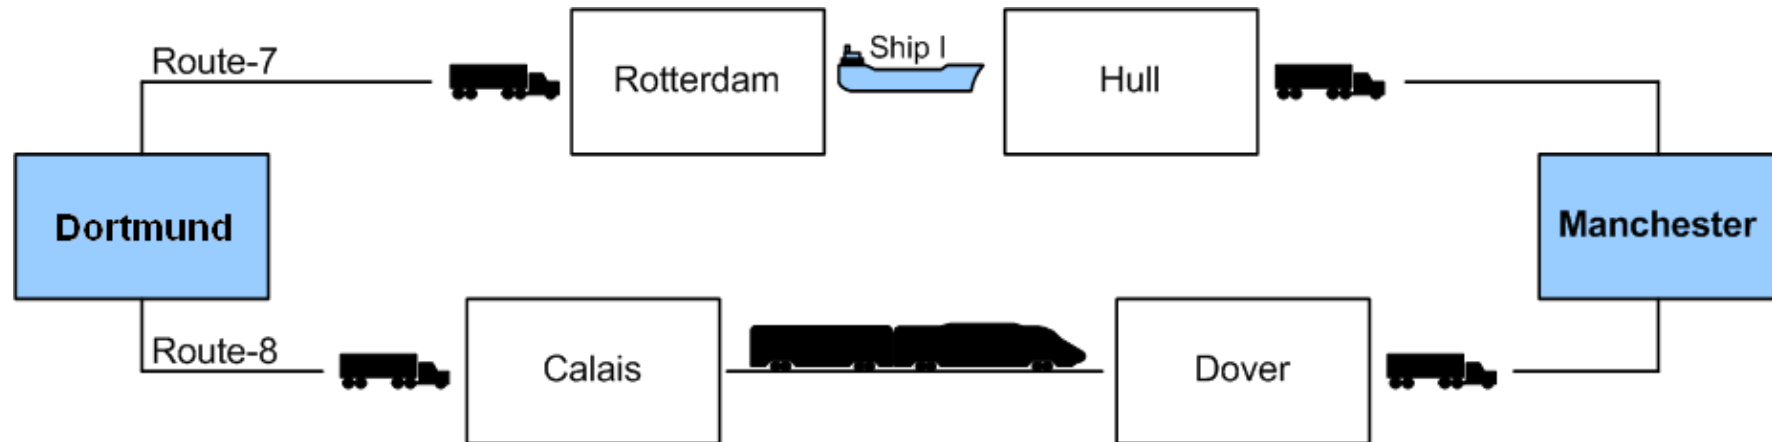 Route-7
Rotterdam
Ship I
Hull
Dortmund
Manchester
Route-8
Calais
Dover